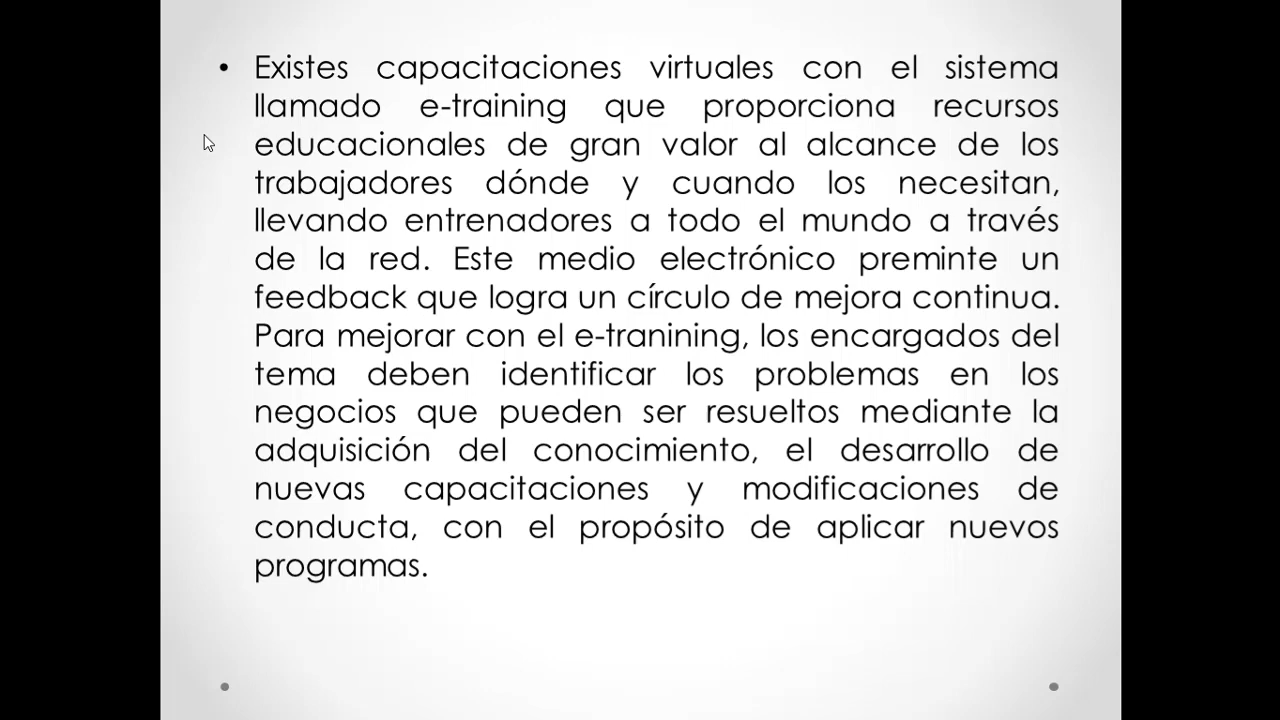 • Existes capacitaciones virtuales con el sistema
llamado e-training que proporciona recursos
educacionales de gran valor al alcance de los
trabajadores dónde y cuando los necesitan,
llevando entrenadores a todo el mundo a través
de la red. Este medio electrónico preminte un
feedback que logra un círculo de mejora continua.
Para mejorar con el e-tranining, los encargados del
tema deben identificar los problemas en los
negocios que pueden ser resueltos mediante la
adquisición del conocimiento, el desarrollo de
nuevas capacitaciones y modificaciones de
conducta, con el propósito de aplicar nuevos
programas.